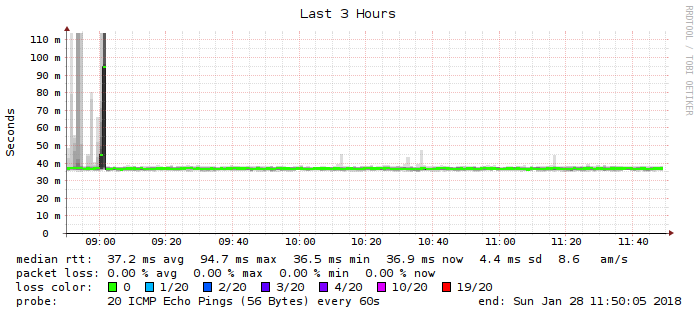 Last 3 Hours
RRDTOOL / TOBI OETIKER
Seconds
110 m
100 m
90 m
80 m
70 m
60 m
50 m
40 m
30 m
20 m
10 m
0
09:00 09:20 09:40 10:00 10:20 10:40 11:00 11:20 11:40
median rtt: 37.2 ms avg 94.7 ms max 36.5 ms min 36.9 ms now 4.4 ms sd 8.6 am/s
packet loss: 0.00 % avg 0.00 % max 0.00 % min 0.00 % now
loss color: 0 1/20 2/20 3/20 4/20 10/20 19/20
probe: 20 ICMP Echo Pings (56 Bytes) every 60s end: Sun Jan 28 11:50:05 2018